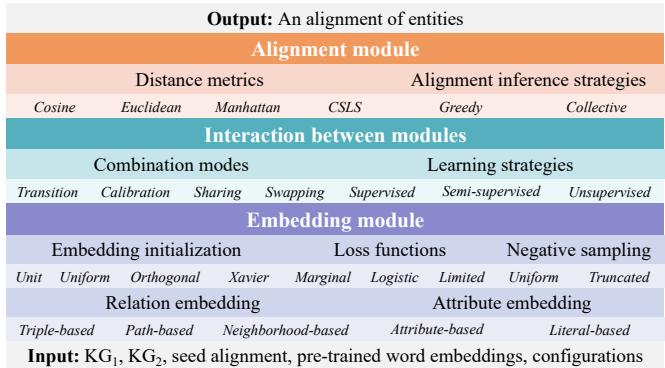 Output: An alignment of entities
Alignment module
Distance metrics Alignment inference strategies
Cosine Euclidean Manhattan CSLS Greedy Collective
Interaction between modules
Combination modes Learning strategies
Transition Calibration Sharing Swapping Supervised Semi-supervised Unsupervised
Embedding module
Embedding initialization Loss functions Negative sampling
Unit Uniform Orthogonal Xavier Marginal Logistic Limited Uniform Truncated
Relation embedding Attribute embedding
Triple-based Path-based Neighborhood-based Attribute-based Literal-based
Input: KG₁, KG₂, seed alignment, pre-trained word embeddings, configurations